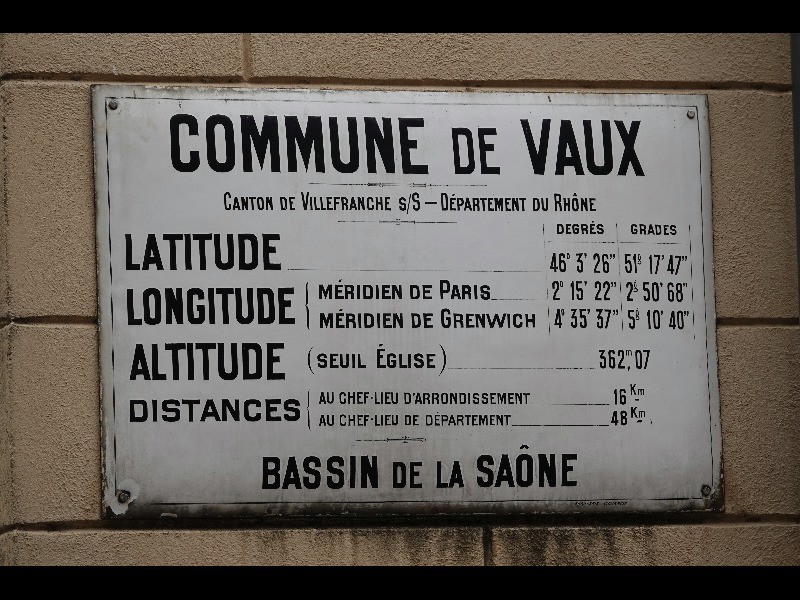 COMMUNE DE VAUX
CANTON DE VILLEFRANCHE S/S — DÉPARTEMENT DU RHÔNE
DEGRÉS GRADES
LATITUDE 46° 3' 26" 51ᵍ 17' 47"
LONGITUDE MÉRIDIEN DE PARIS 2° 15' 22" 2ᵍ 50' 68"
MÉRIDIEN DE GRENWICH 4° 35' 37" 5ᵍ 10' 40"
ALTITUDE (SEUIL ÉGLISE) 362ᵐ,07
DISTANCES AU CHEF-LIEU D'ARRONDISSEMENT 16 Km
AU CHEF-LIEU DE DÉPARTEMENT 48 Km
BASSIN DE LA SAÔNE